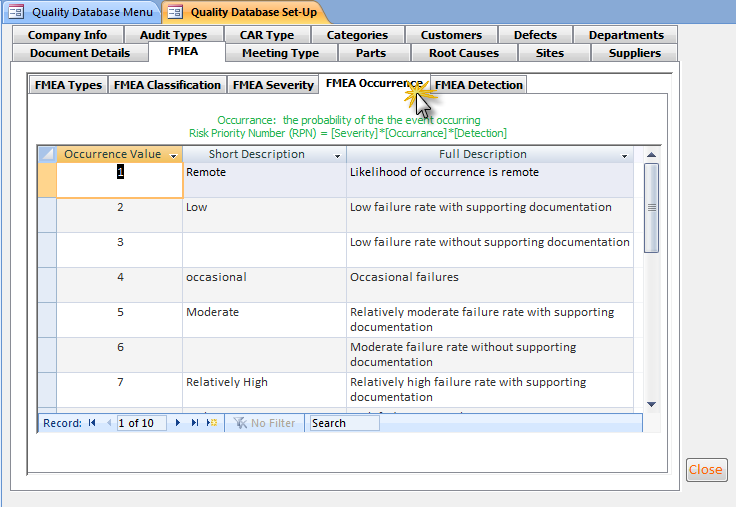 Quality Database Menu Quality Database Set-Up
Company Info Audit Types CAR Type Categories Customers Defects Departments
Document Details FMEA Meeting Type Parts Root Causes Sites Suppliers
FMEA Types FMEA Classification FMEA Severity FMEA Occurrence FMEA Detection
Occurrance: the probability of the the event occurring
Risk Priority Number (RPN) = [Severity]*[Occurrance]*[Detection]
Occurrence Value Short Description Full Description
1 Remote Likelihood of occurrence is remote
2 Low Low failure rate with supporting documentation
3 Low failure rate without supporting documentation
4 occasional Occasional failures
5 Moderate Relatively moderate failure rate with supporting
documentation
6 Moderate failure rate without supporting
documentation
7 Relatively High Relatively high failure rate with supporting
documentation
Record: 1 of 10 No Filter Search
Close